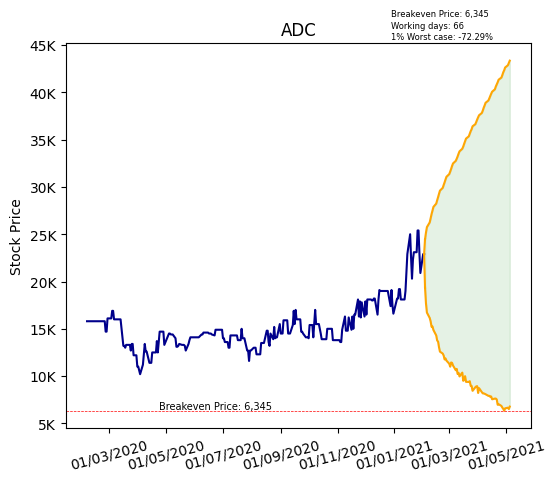 Breakeven Price: 6,345
Working days: 66
1% Worst case: -72.29%
ADC
45K
40K
35K
30K
25K
20K
15K
10K
5K
Stock Price
Breakeven Price: 6,345
01/03/2020
01/05/2020
01/07/2020
01/09/2020
01/11/2020
01/01/2021
01/03/2021
01/05/2021